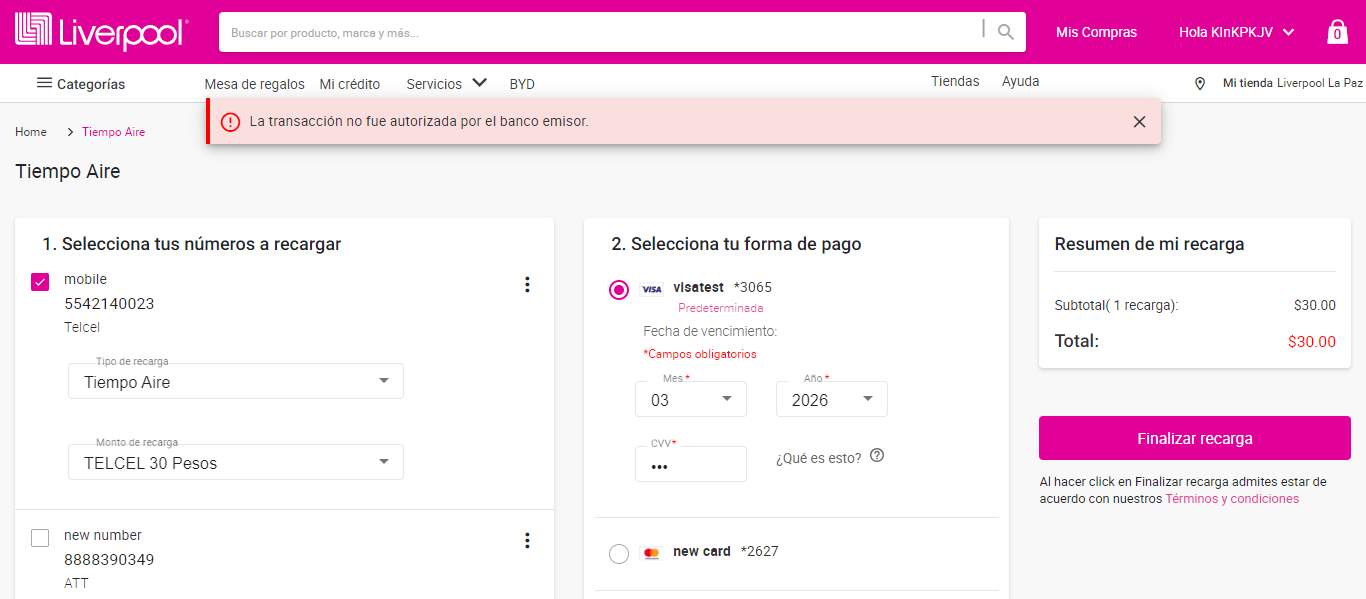 Liverpool
Buscar por producto, marca y más...
Mis Compras
Hola KlnKPKJV
0
Categorías
Mesa de regalos
Mi crédito
Servicios
BYD
Tiendas
Ayuda
Mi tienda Liverpool La Paz
La transacción no fue autorizada por el banco emisor.
Home > Tiempo Aire
Tiempo Aire
1. Selecciona tus números a recargar
mobile
5542140023
Telcel
Tipo de recarga
Tiempo Aire
Monto de recarga
TELCEL 30 Pesos
new number
8888390349
ATT
2. Selecciona tu forma de pago
VISA visatest *3065
Predeterminada
Fecha de vencimiento:
*Campos obligatorios
Mes *
03
Año *
2026
CVV*
•••
¿Qué es esto?
new card *2627
Resumen de mi recarga
Subtotal( 1 recarga): $30.00
Total: $30.00
Finalizar recarga
Al hacer click en Finalizar recarga admites estar de
acuerdo con nuestros Términos y condiciones